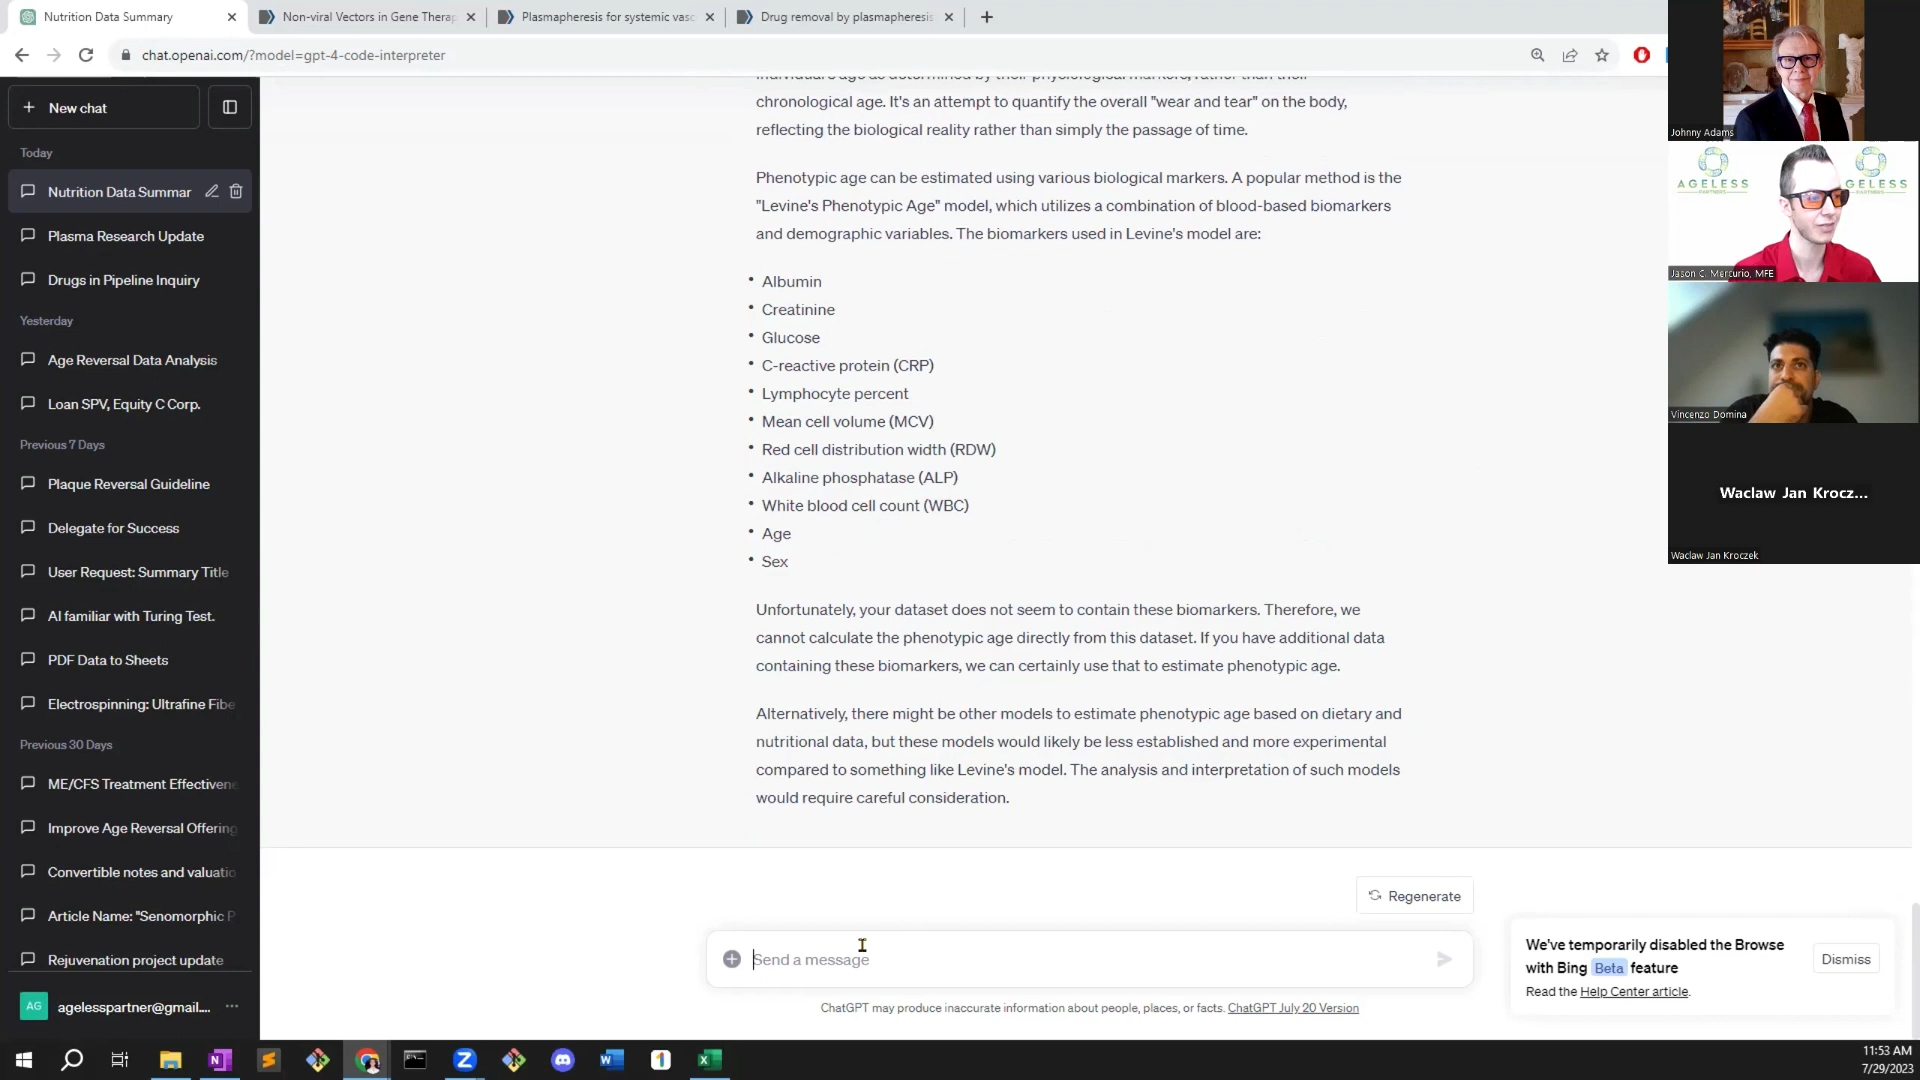 Nutrition Data Summary
Non-viral Vectors in Gene Therap
Plasmapheresis for systemic vasc
Drug removal by plasmapheresis
chat.openai.com/?model=gpt-4-code-interpreter
New chat
Today
Nutrition Data Summar
Plasma Research Update
Drugs in Pipeline Inquiry
Yesterday
Age Reversal Data Analysis
Loan SPV, Equity C Corp.
Previous 7 Days
Plaque Reversal Guideline
Delegate for Success
User Request: Summary Title
AI familiar with Turing Test.
PDF Data to Sheets
Electrospinning: Ultrafine Fibe
Previous 30 Days
ME/CFS Treatment Effectivene
Improve Age Reversal Offering
Convertible notes and valuatio
Article Name: "Senomorphic P
Rejuvenation project update
AG
agelesspartner@gmail....
individual's age as determined by their physiological markers, rather than their
chronological age. It's an attempt to quantify the overall "wear and tear" on the body,
reflecting the biological reality rather than simply the passage of time.
Phenotypic age can be estimated using various biological markers. A popular method is the
"Levine's Phenotypic Age" model, which utilizes a combination of blood-based biomarkers
and demographic variables. The biomarkers used in Levine's model are:
• Albumin
• Creatinine
• Glucose
• C-reactive protein (CRP)
• Lymphocyte percent
• Mean cell volume (MCV)
• Red cell distribution width (RDW)
• Alkaline phosphatase (ALP)
• White blood cell count (WBC)
• Age
• Sex
Unfortunately, your dataset does not seem to contain these biomarkers. Therefore, we
cannot calculate the phenotypic age directly from this dataset. If you have additional data
containing these biomarkers, we can certainly use that to estimate phenotypic age.
Alternatively, there might be other models to estimate phenotypic age based on dietary and
nutritional data, but these models would likely be less established and more experimental
compared to something like Levine's model. The analysis and interpretation of such models
would require careful consideration.
Regenerate
Send a message
ChatGPT may produce inaccurate information about people, places, or facts. ChatGPT July 20 Version
We've temporarily disabled the Browse
with Bing Beta feature
Read the Help Center article.
Dismiss
Johnny Adams
AGELESS
PARTNERS
GELESS
Jason C. Mercurio, MFE
Vincenzo Domina
Waclaw Jan Krocz...
Waclaw Jan Kroczek
11:53 AM
7/29/2023